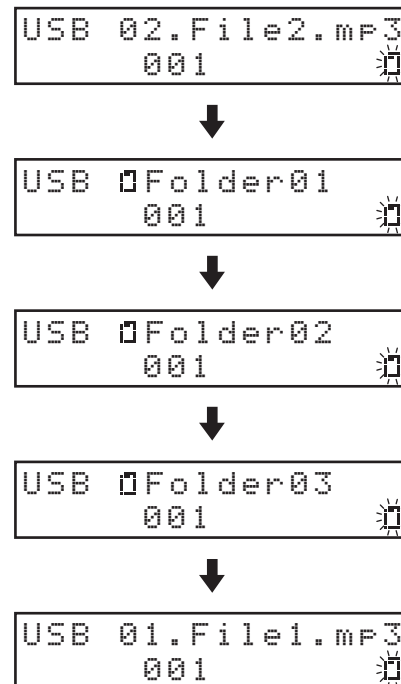 USB 02.File2.mp3
001
USB Folder01
001
USB Folder02
001
USB Folder03
001
USB 01.File1.mp3
001